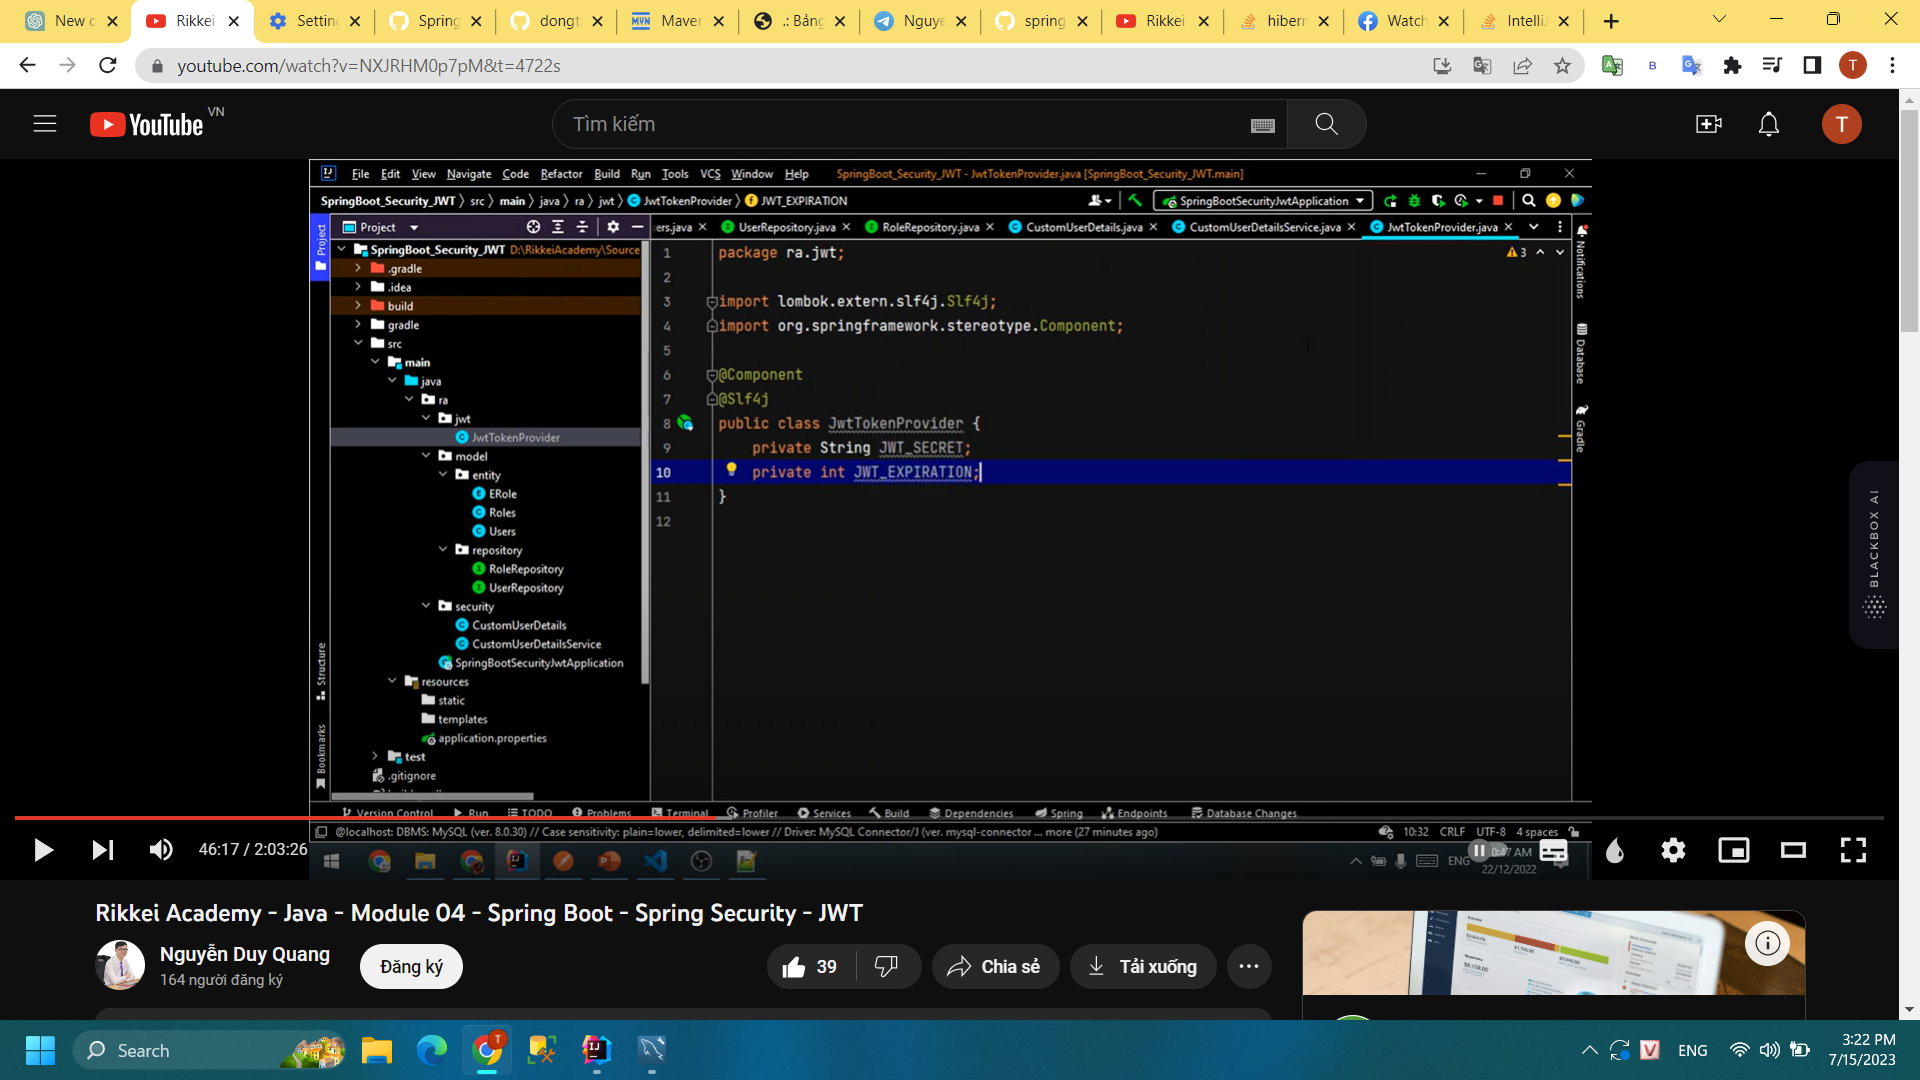 New c
Rikkei
Settin
Spring
dongt
Maver
.: Bảng
Nguye
spring
Rikkei
hibern
Watch
IntelliJ
youtube.com/watch?v=NXJRHM0p7pM&t=4722s
YouTube VN
Tìm kiếm
T
File Edit View Navigate Code Refactor Build Run Tools VCS Window Help SpringBoot_Security_JWT - JwtTokenProvider.java [SpringBoot_Security_JWT.main]
SpringBoot_Security_JWT src main java ra jwt JwtTokenProvider JWT_EXPIRATION
SpringBootSecurityJwtApplication
Project
ers.java UserRepository.java RoleRepository.java CustomUserDetails.java CustomUserDetailsService.java JwtTokenProvider.java
SpringBoot_Security_JWT D:\RikkeiAcademy\Source
.gradle
.idea
build
gradle
src
main
java
ra
jwt
JwtTokenProvider
model
entity
ERole
Roles
Users
repository
RoleRepository
UserRepository
security
CustomUserDetails
CustomUserDetailsService
SpringBootSecurityJwtApplication
resources
static
templates
application.properties
test
.gitignore
Project
Structure
Bookmarks
1 package ra.jwt;
2
3 import lombok.extern.slf4j.Slf4j;
4 import org.springframework.stereotype.Component;
5
6 @Component
7 @Slf4j
8 public class JwtTokenProvider {
9 private String JWT_SECRET;
10 private int JWT_EXPIRATION;
11 }
12
3
Notifications
Database
Gradle
BLACKBOX AI
Version Control Run TODO Problems Terminal Profiler Services Build Dependencies Spring Endpoints Database Changes
@localhost: DBMS: MySQL (ver. 8.0.30) // Case sensitivity: plain=lower, delimited=lower // Driver: MySQL Connector/J (ver. mysql-connector ... more (27 minutes ago)
10:32 CRLF UTF-8 4 spaces
46:17 / 2:03:26
ENG
0:47 AM
22/12/2022
Rikkei Academy - Java - Module 04 - Spring Boot - Spring Security - JWT
Nguyễn Duy Quang
164 người đăng ký
Đăng ký
39
Chia sẻ
Tải xuống
Search
ENG
3:22 PM
7/15/2023